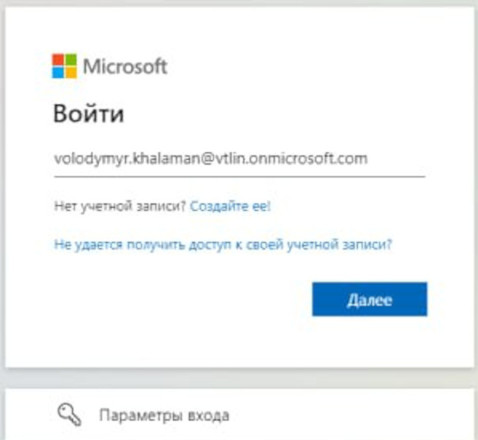 Microsoft
Войти
volodymyr.khalaman@vtlin.onmicrosoft.com
Нет учетной записи? Создайте ее!
Не удается получить доступ к своей учетной записи?
Далее
Параметры входа